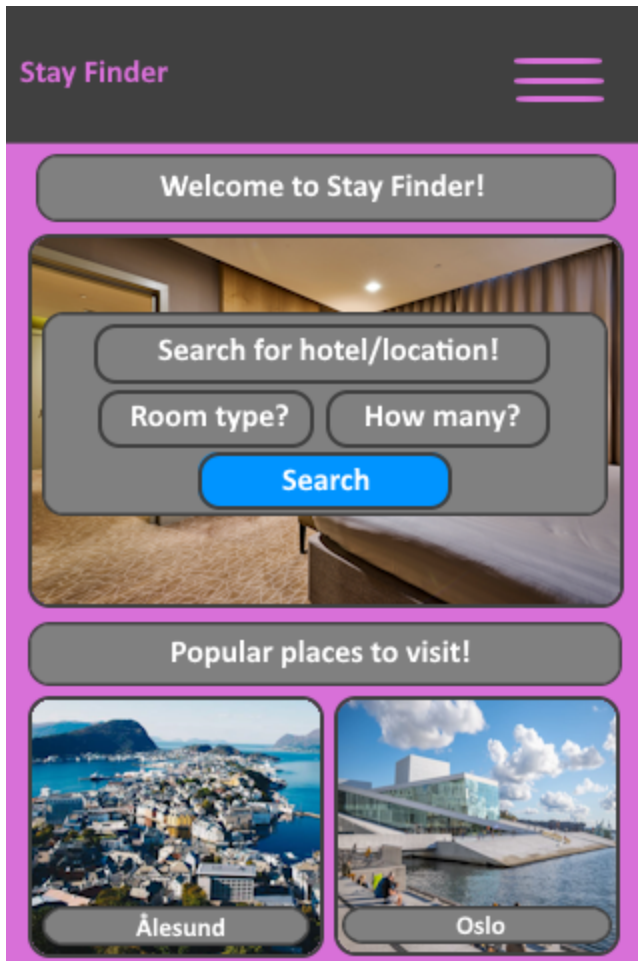 Stay Finder
Welcome to Stay Finder!
Search for hotel/location!
Room type? How many?
Search
Popular places to visit!
Ålesund Oslo